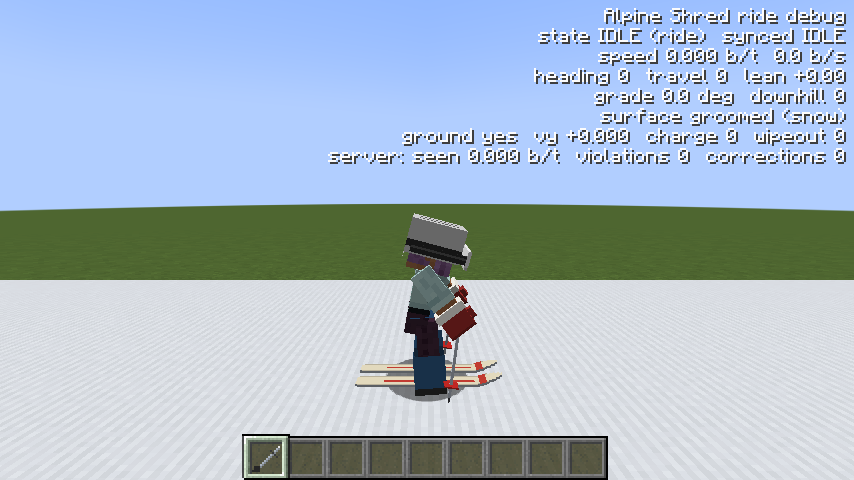 Alpine Shred ride debug
state IDLE (ride) synced IDLE
speed 0.000 b/t 0.0 b/s
heading 0 travel 0 lean +0.00
grade 0.0 deg downhill 0
surface groomed (snow)
ground yes vy +0.000 charge 0 wipeout 0
server: seen 0.000 b/t violations 0 corrections 0